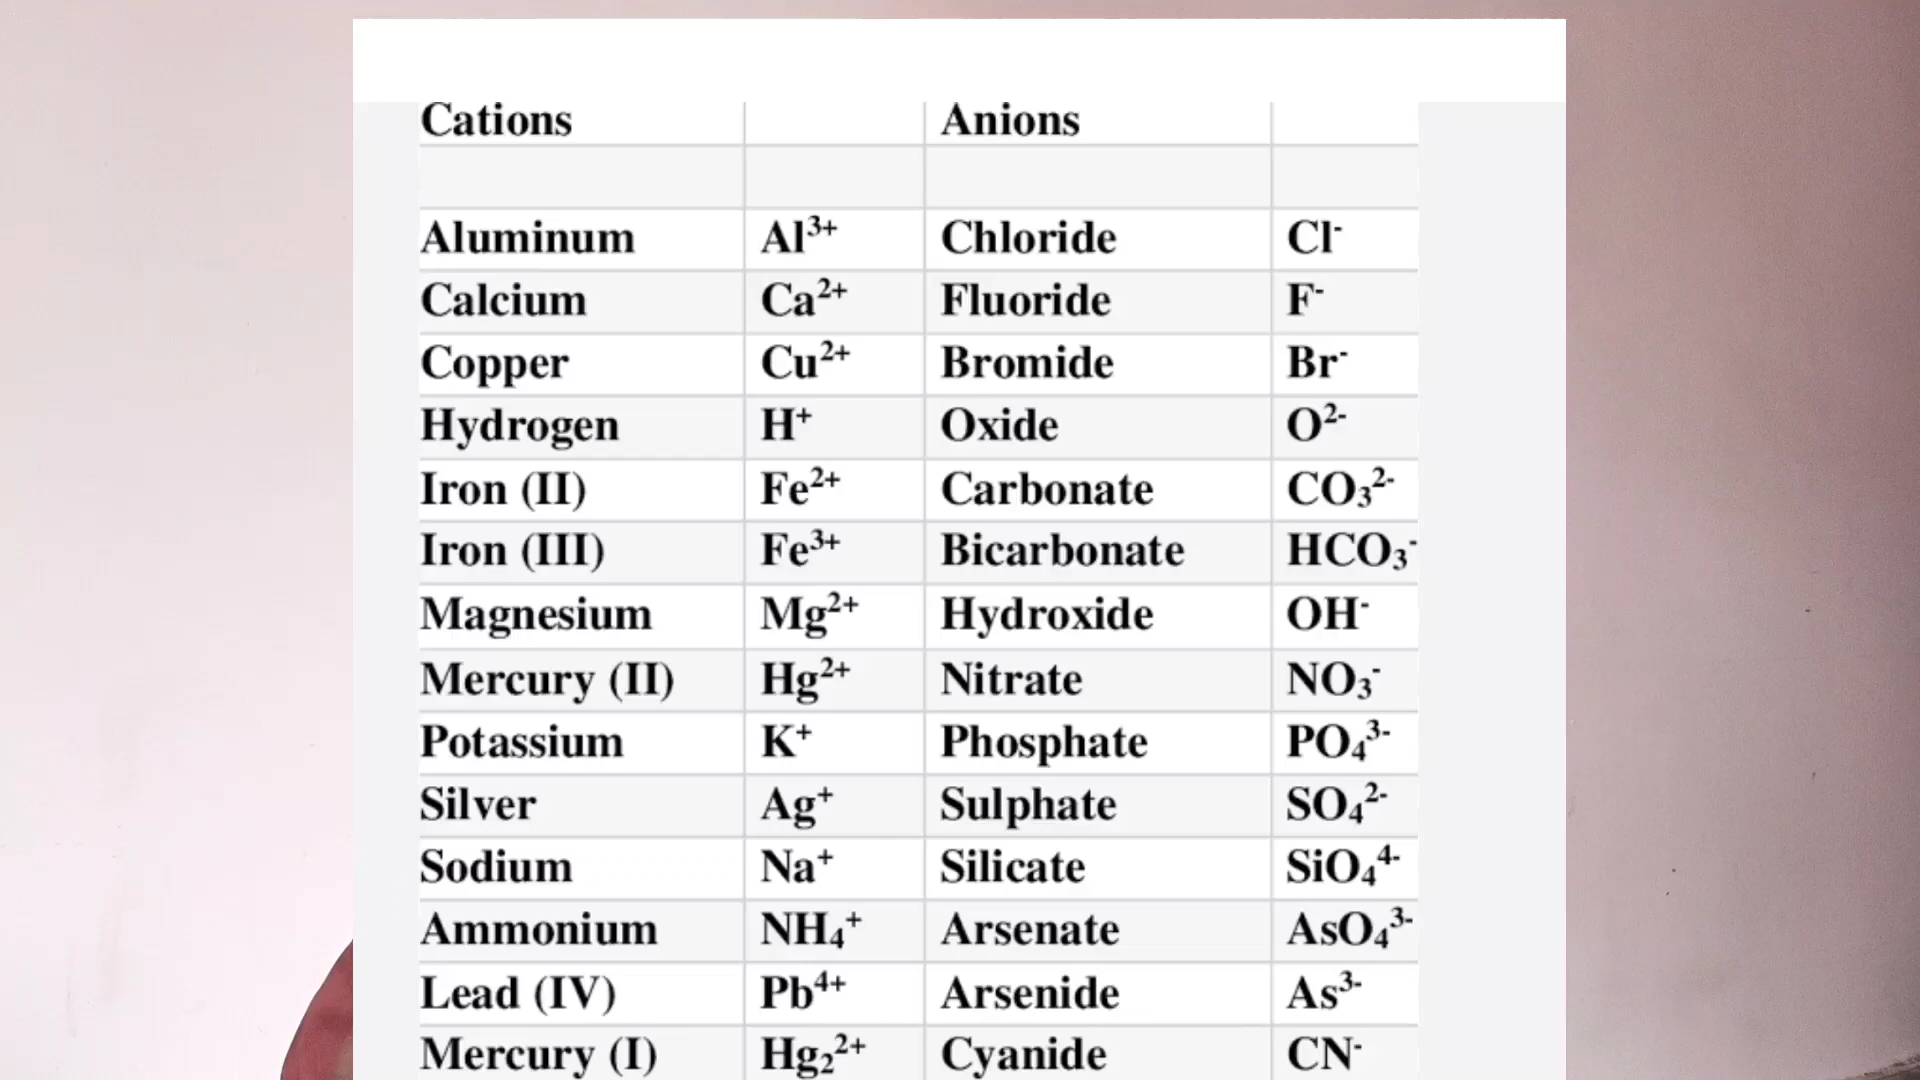 Cations Anions
Aluminum Al³⁺ Chloride Cl⁻
Calcium Ca²⁺ Fluoride F⁻
Copper Cu²⁺ Bromide Br⁻
Hydrogen H⁺ Oxide O²⁻
Iron (II) Fe²⁺ Carbonate CO₃²⁻
Iron (III) Fe³⁺ Bicarbonate HCO₃⁻
Magnesium Mg²⁺ Hydroxide OH⁻
Mercury (II) Hg²⁺ Nitrate NO₃⁻
Potassium K⁺ Phosphate PO₄³⁻
Silver Ag⁺ Sulphate SO₄²⁻
Sodium Na⁺ Silicate SiO₄⁴⁻
Ammonium NH₄⁺ Arsenate AsO₄³⁻
Lead (IV) Pb⁴⁺ Arsenide As³⁻
Mercury (I) Hg₂²⁺ Cyanide CN⁻